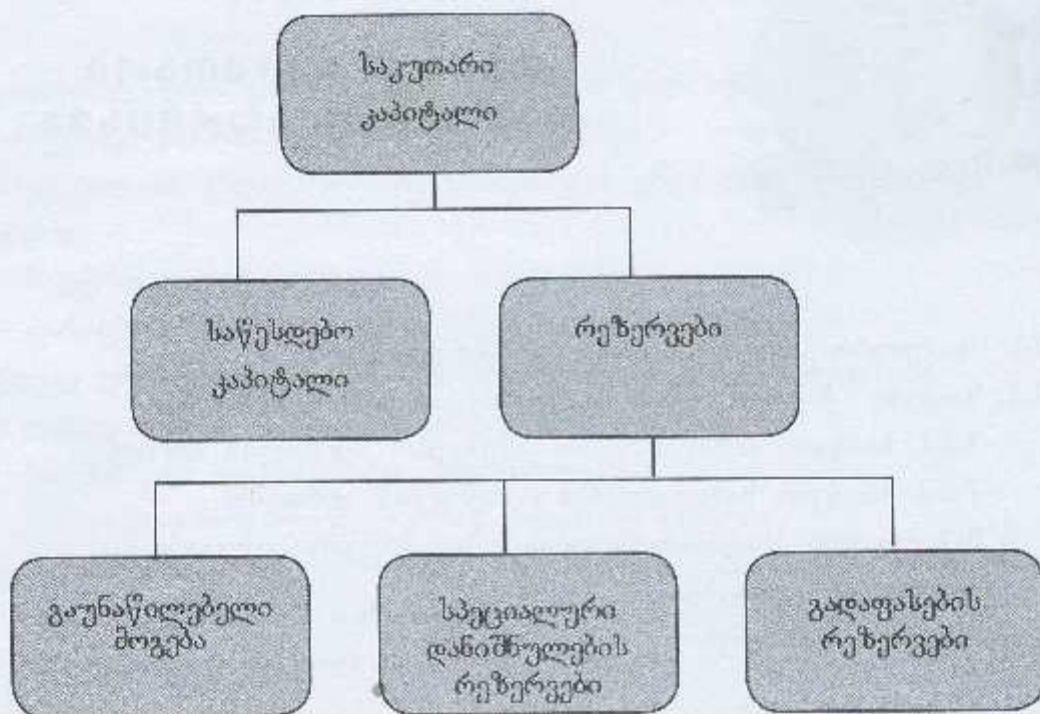 საკუთარი
კაპიტალი
საწესდებო
კაპიტალი
რეზერვები
გაუნაწილებელი
მოგება
სპეციალური
დანიშნულების
რეზერვები
გადაფასების
რეზერვები